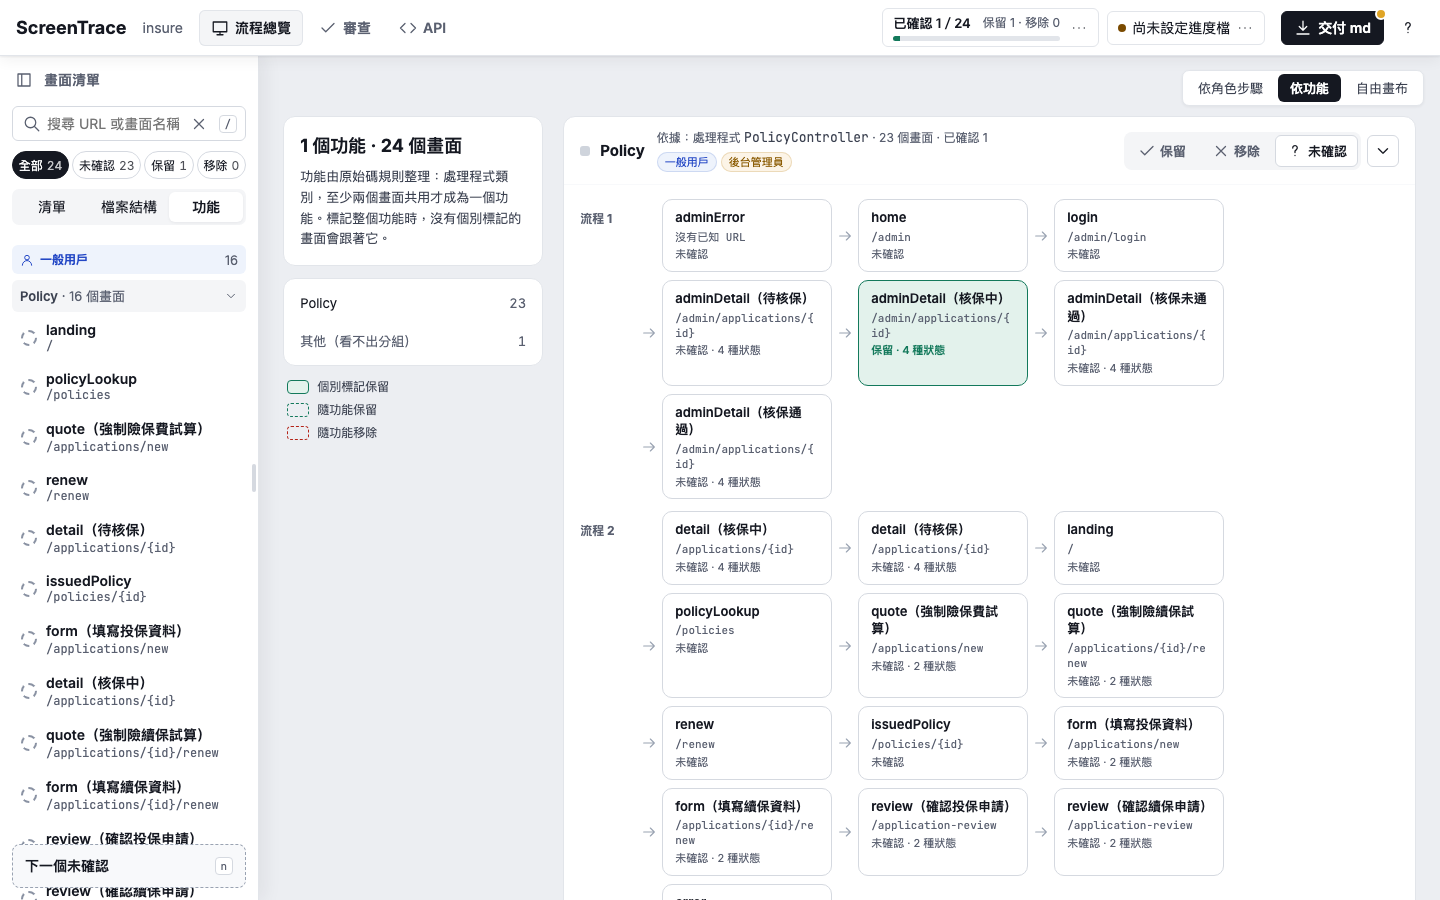 ScreenTrace insure 流程總覽 審查 API 已確認 1 / 24 保留 1 · 移除 0 ··· 尚未設定進度檔 ··· 交付 md ?
畫面清單
搜尋 URL 或畫面名稱 /
全部 24 未確認 23 保留 1 移除 0
清單 檔案結構 功能
一般用戶 16
Policy · 16 個畫面
landing
/
policyLookup
/policies
quote（強制險保費試算）
/applications/new
renew
/renew
detail（待核保）
/applications/{id}
issuedPolicy
/policies/{id}
form（填寫投保資料）
/applications/new
detail（核保中）
/applications/{id}
quote（強制險續保試算）
/applications/{id}/renew
form（填寫續保資料）
/applications/{id}/renew
review（確認投保申請）
下一個未確認 n
review（確認續保申請）
依角色步驟 依功能 自由畫布
1 個功能 · 24 個畫面
功能由原始碼規則整理：處理程式類
別，至少兩個畫面共用才成為一個功
能。標記整個功能時，沒有個別標記的
畫面會跟著它。
Policy 23
其他（看不出分組） 1
個別標記保留
隨功能保留
隨功能移除
Policy
依據：處理程式 PolicyController · 23 個畫面 · 已確認 1
一般用戶 後台管理員
保留 移除 ? 未確認
流程 1
adminError
沒有已知 URL
未確認
home
/admin
未確認
login
/admin/login
未確認
adminDetail（待核保）
/admin/applications/{
id}
未確認 · 4 種狀態
adminDetail（核保中）
/admin/applications/{
id}
保留 · 4 種狀態
adminDetail（核保未通
過）
/admin/applications/{
id}
未確認 · 4 種狀態
adminDetail（核保通
過）
/admin/applications/{
id}
未確認 · 4 種狀態
流程 2
detail（核保中）
/applications/{id}
未確認 · 4 種狀態
detail（待核保）
/applications/{id}
未確認 · 4 種狀態
landing
/
未確認
policyLookup
/policies
未確認
quote（強制險保費試
算）
/applications/new
未確認 · 2 種狀態
quote（強制險續保試
算）
/applications/{id}/re
new
未確認 · 2 種狀態
renew
/renew
未確認
issuedPolicy
/policies/{id}
未確認
form（填寫投保資料）
/applications/new
未確認 · 2 種狀態
form（填寫續保資料）
/applications/{id}/re
new
未確認 · 2 種狀態
review（確認投保申請）
/application-review
未確認 · 2 種狀態
review（確認續保申請）
/application-review
未確認 · 2 種狀態